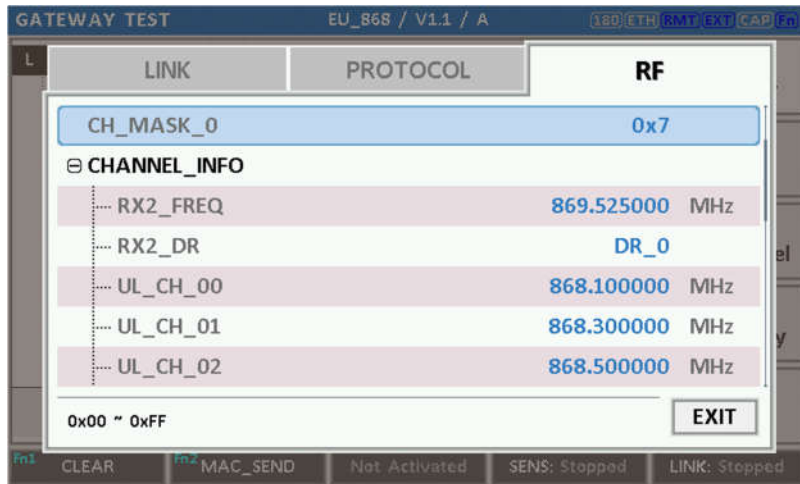 GATEWAY TEST EU_868 / V1.1 / A 180 ETH RMT EXT CAP Fn
L LINK PROTOCOL RF
CH_MASK_0 0x7
CHANNEL_INFO
RX2_FREQ 869.525000 MHz
RX2_DR DR_0
el
UL_CH_00 868.100000 MHz
UL_CH_01 868.300000 MHz
y
UL_CH_02 868.500000 MHz
0x00 ~ 0xFF EXIT
Fn1 CLEAR Fn2 MAC_SEND Not Activated SENS: Stopped LINK: Stopped